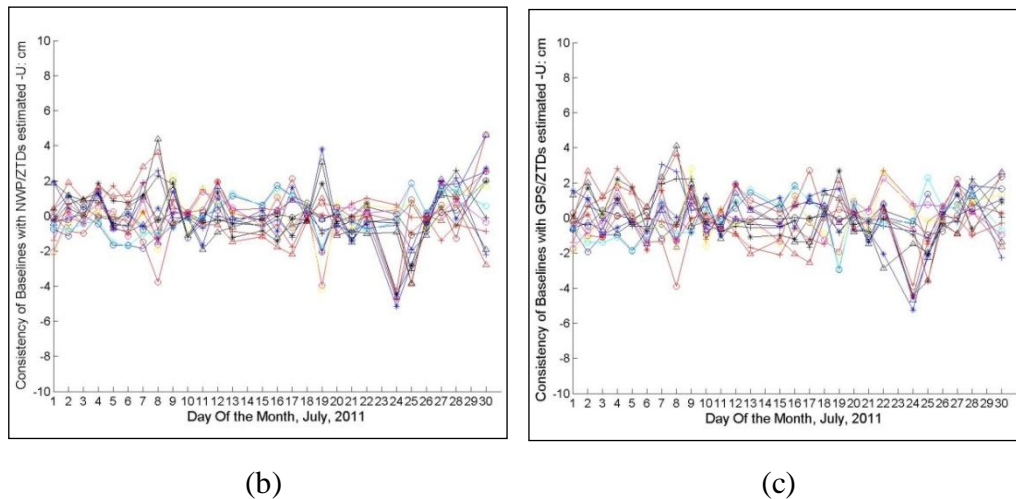 Consistency of Baselines with NWP/ZTDs estimated -U: cm
10
8
6
4
2
0
-2
-4
-6
-8
-10
1 2 3 4 5 6 7 8 9 10 11 12 13 14 15 16 17 18 19 20 21 22 23 24 25 26 27 28 29 30
Day Of the Month, July, 2011
(b)
Consistency of Baselines with GPS/ZTDs estimated -U: cm
10
8
6
4
2
0
-2
-4
-6
-8
-10
1 2 3 4 5 6 7 8 9 10 11 12 13 14 15 16 17 18 19 20 21 22 23 24 25 26 27 28 29 30
Day Of the Month, July, 2011
(c)